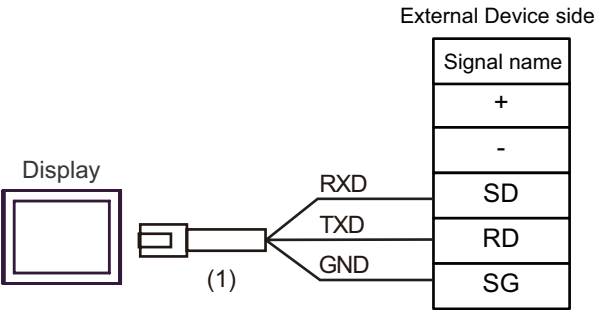 External Device side
Signal name
+
-
Display
RXD
SD
TXD
RD
GND
SG
(1)